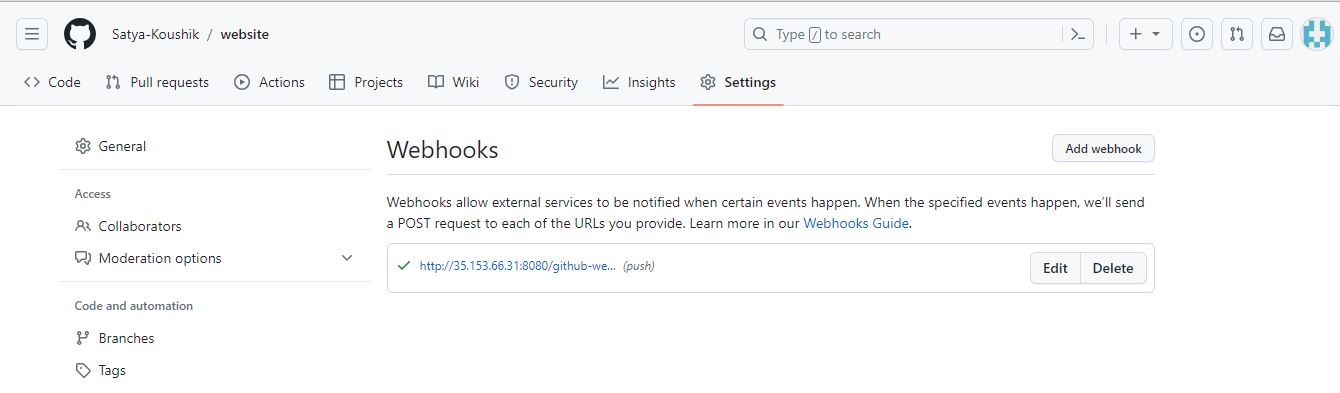 Satya-Koushik / website
Type / to search
Code
Pull requests
Actions
Projects
Wiki
Security
Insights
Settings
General
Access
Collaborators
Moderation options
Code and automation
Branches
Tags
Webhooks
Add webhook
Webhooks allow external services to be notified when certain events happen. When the specified events happen, we'll send
a POST request to each of the URLs you provide. Learn more in our Webhooks Guide.
http://35.153.66.31:8080/github-we... (push)
Edit
Delete